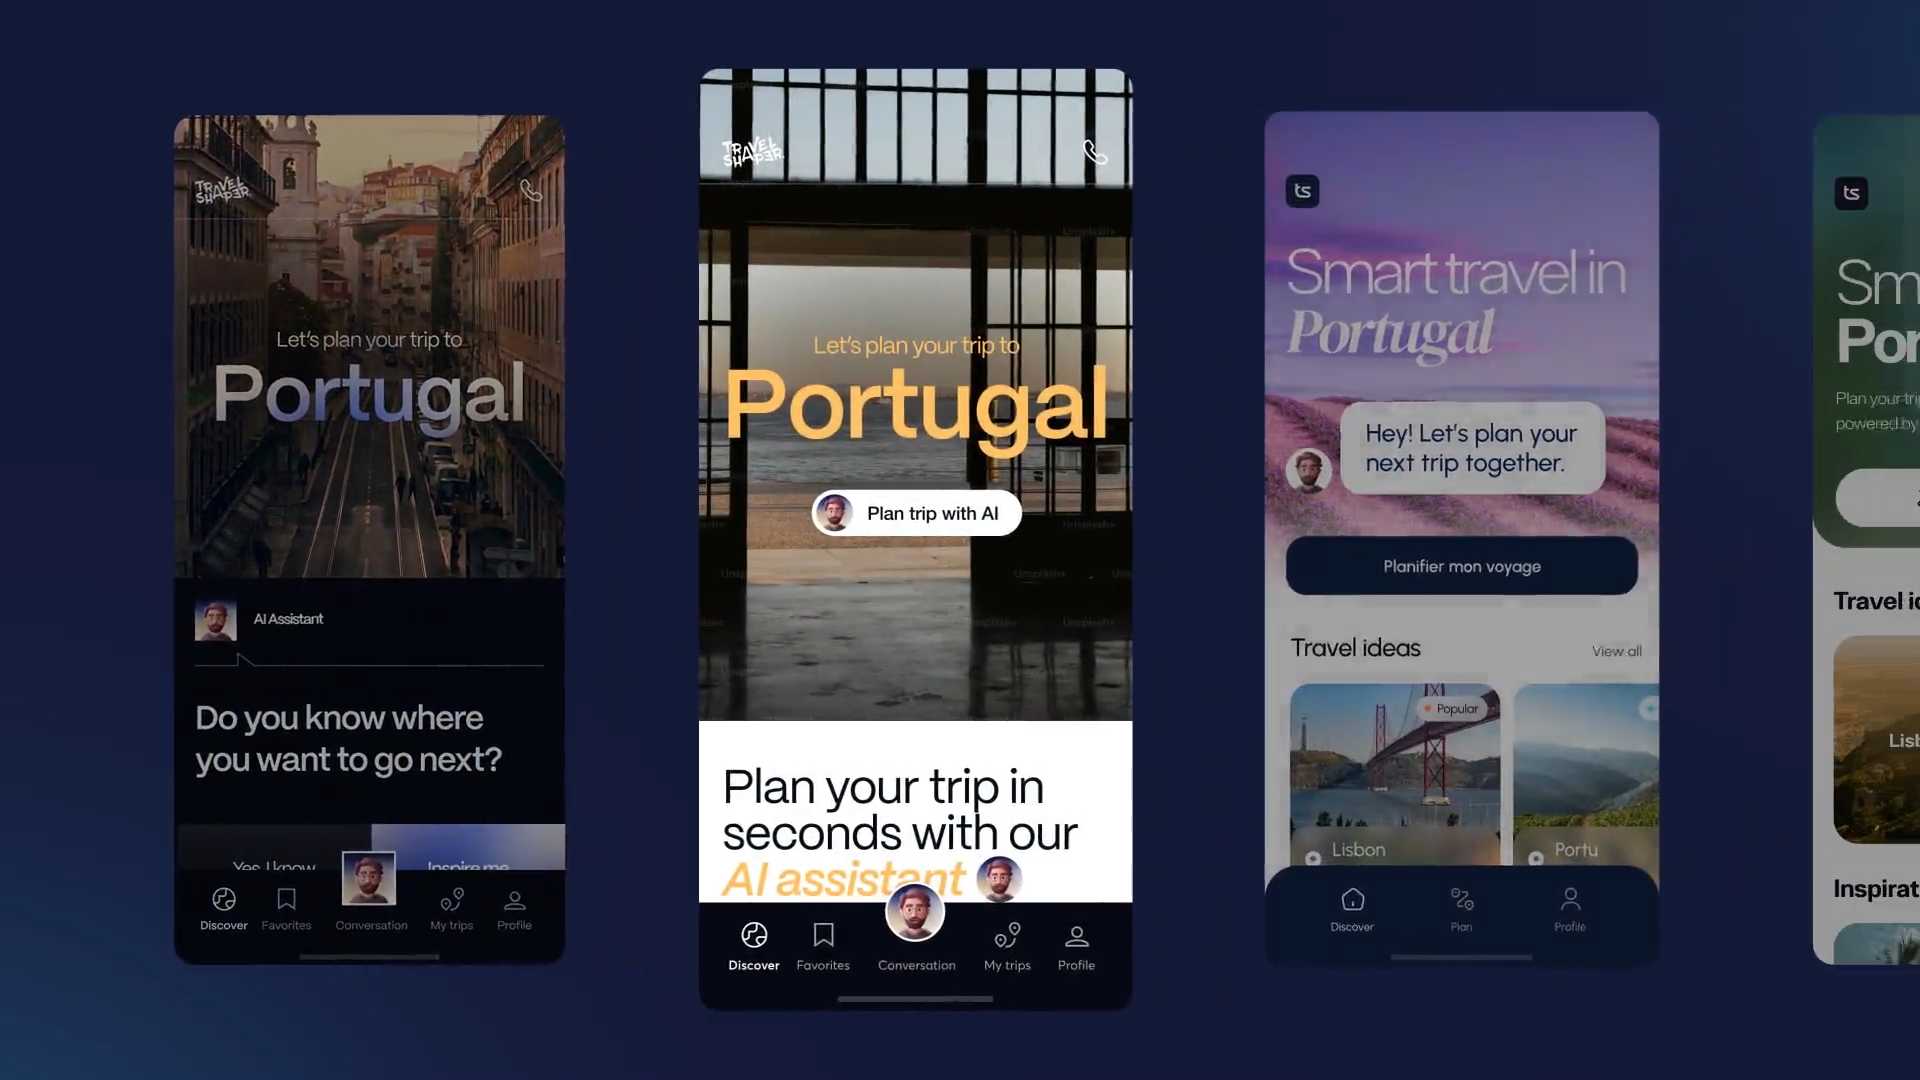 TRAVEL
SHAPER
Let's plan your trip to
Portugal
AI Assistant
Do you know where
you want to go next?
Yes, I know
Inspire me
Discover
Favorites
Conversation
My trips
Profile
TRAVEL
SHAPER
Let's plan your trip to
Portugal
Plan trip with AI
Plan your trip in
seconds with our
AI assistant
Discover
Favorites
Conversation
My trips
Profile
ts
Smart travel in
Portugal
Hey! Let's plan your
next trip together.
Planifier mon voyage
Travel ideas
View all
Popular
Lisbon
Portu
Discover
Plan
Profile
ts
Sm
Por
Plan your tri
powered by
Travel id
Lisb
Inspirat